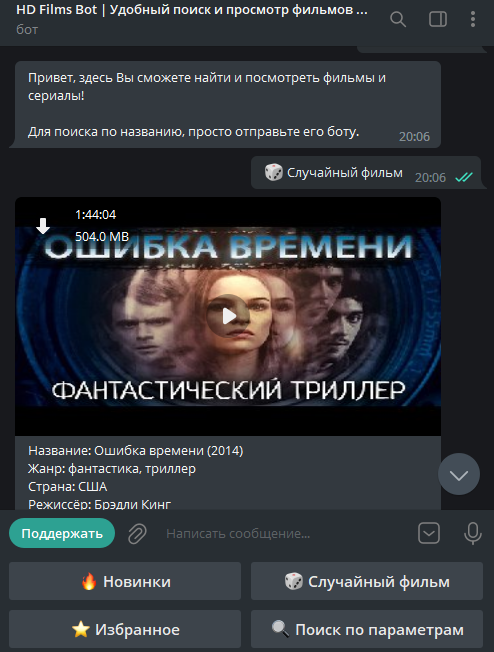 HD Films Bot | Удобный поиск и просмотр фильмов ...
бот
Привет, здесь Вы сможете найти и посмотреть фильмы и
сериалы!
Для поиска по названию, просто отправьте его боту.
20:06
🎲 Случайный фильм 20:06
1:44:04
504.0 MB
ОШИБКА ВРЕМЕНИ
ФАНТАСТИЧЕСКИЙ ТРИЛЛЕР
Название: Ошибка времени (2014)
Жанр: фантастика, триллер
Страна: США
Режиссёр: Брэдли Кинг
Поддержать Написать сообщение...
🔥 Новинки 🎲 Случайный фильм
⭐ Избранное 🔍 Поиск по параметрам